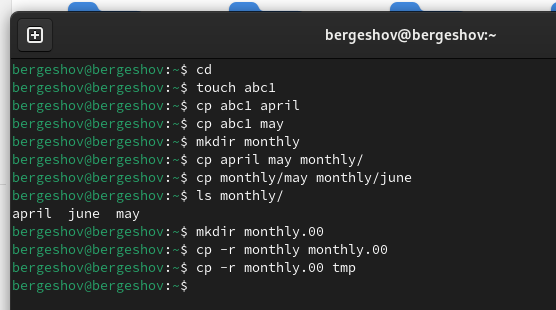 bergeshov@bergeshov:~
bergeshov@bergeshov:~$ cd
bergeshov@bergeshov:~$ touch abc1
bergeshov@bergeshov:~$ cp abc1 april
bergeshov@bergeshov:~$ cp abc1 may
bergeshov@bergeshov:~$ mkdir monthly
bergeshov@bergeshov:~$ cp april may monthly/
bergeshov@bergeshov:~$ cp monthly/may monthly/june
bergeshov@bergeshov:~$ ls monthly/
april  june  may
bergeshov@bergeshov:~$ mkdir monthly.00
bergeshov@bergeshov:~$ cp -r monthly monthly.00
bergeshov@bergeshov:~$ cp -r monthly.00 tmp
bergeshov@bergeshov:~$